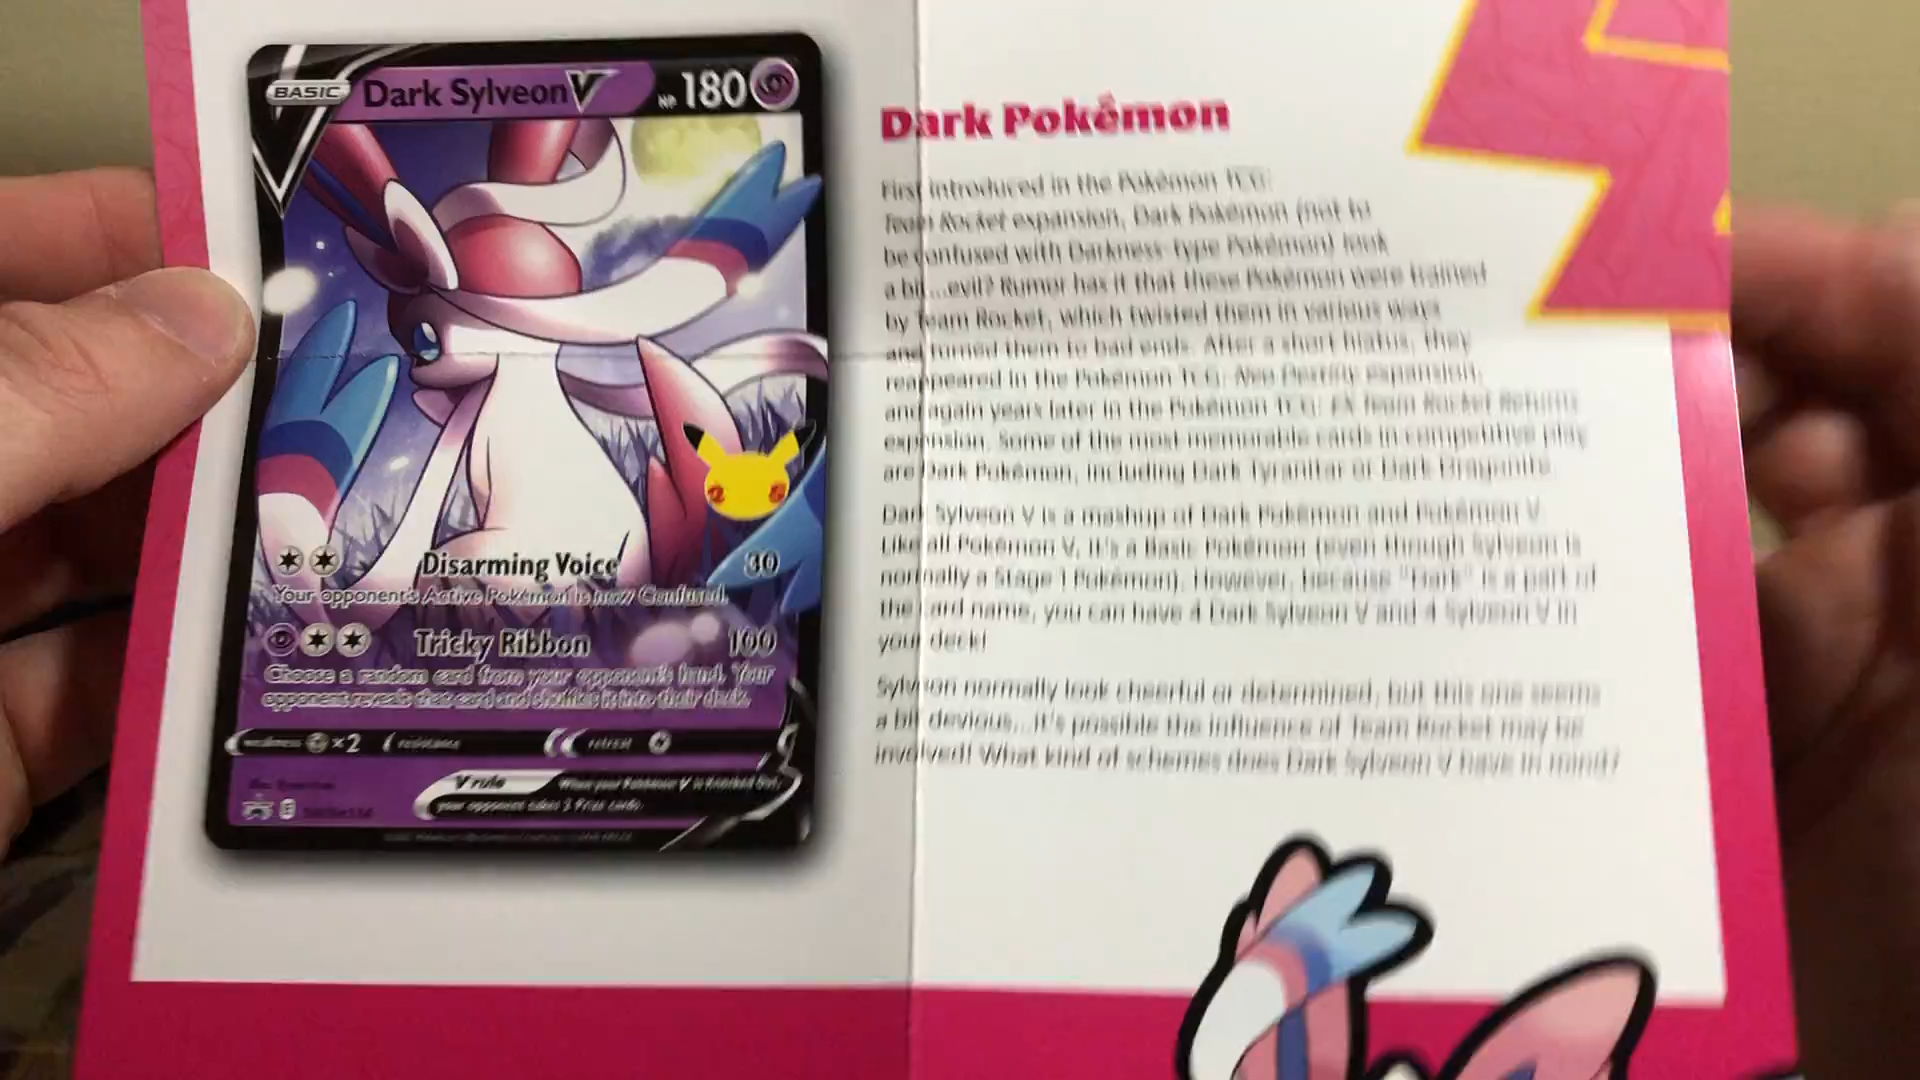 BASIC Dark Sylveon V HP 180
Disarming Voice 30
Your opponent's Active Pokémon is now Confused.
Tricky Ribbon 100
Choose a random card from your opponent's hand. Your
opponent reveals that card and shuffles it into their deck.
weakness ×2 resistance retreat
V rule When your Pokémon V is Knocked Out,
your opponent takes 2 Prize cards.
Dark Pokémon
First introduced in the Pokémon TCG:
Team Rocket expansion, Dark Pokémon (not to
be confused with Darkness-type Pokémon) look
a bit...evil? Rumor has it that these Pokémon were trained
by Team Rocket, which twisted them in various ways
and turned them to bad ends. After a short hiatus, they
reappeared in the Pokémon TCG: Neo Destiny expansion,
and again years later in the Pokémon TCG: EX Team Rocket Returns
expansion. Some of the most memorable cards in competitive play
are Dark Pokémon, including Dark Tyranitar or Dark Dragonite.
Dark Sylveon V is a mashup of Dark Pokémon and Pokémon V.
Like all Pokémon V, it's a Basic Pokémon (even though Sylveon is
normally a Stage 1 Pokémon). However, because "Dark" is a part of
the card name, you can have 4 Dark Sylveon V and 4 Sylveon V in
your deck!
Sylveon normally look cheerful or determined, but this one seems
a bit devious...it's possible the influence of Team Rocket may be
involved! What kind of schemes does Dark Sylveon V have in mind?